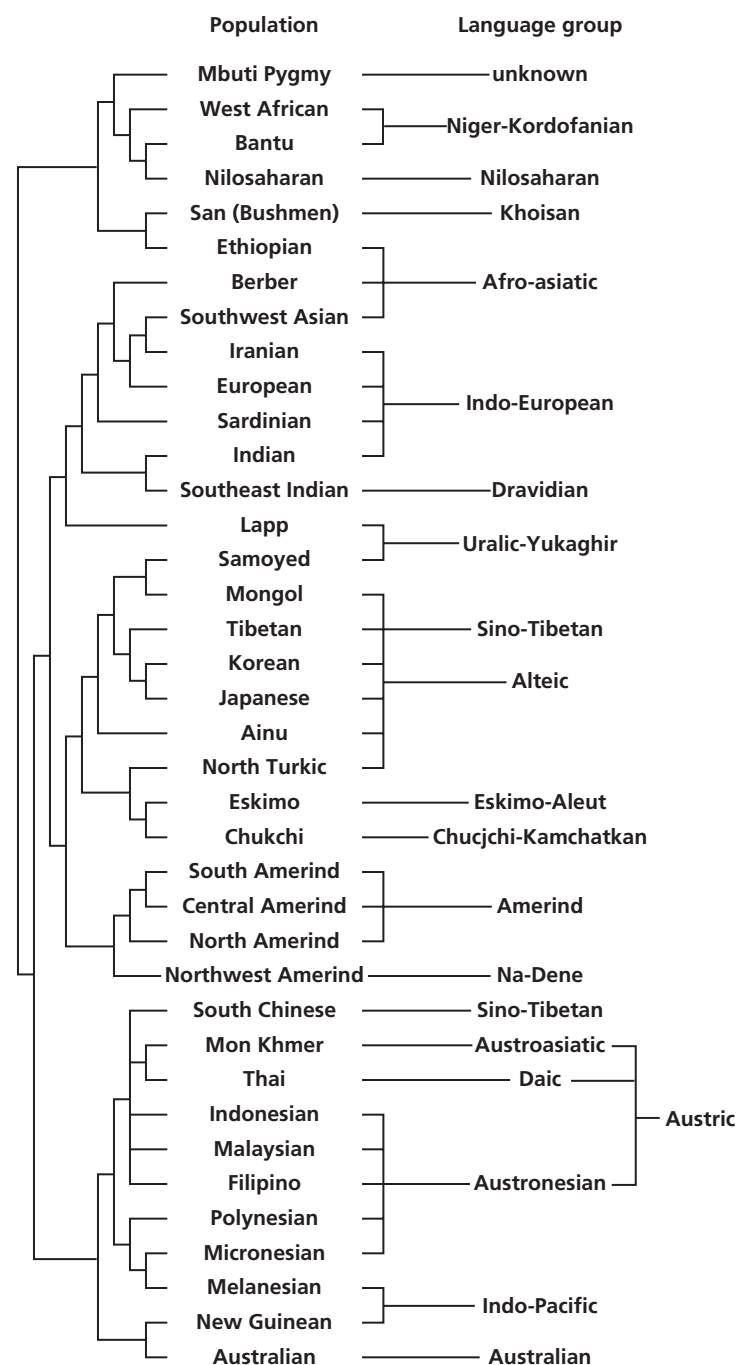 Population Language group
Mbuti Pygmy unknown
West African
Niger-Kordofanian
Bantu
Nilosaharan Nilosaharan
San (Bushmen) Khoisan
Ethiopian
Berber Afro-asiatic
Southwest Asian
Iranian
European
Indo-European
Sardinian
Indian
Southeast Indian Dravidian
Lapp
Uralic-Yukaghir
Samoyed
Mongol
Tibetan Sino-Tibetan
Korean
Alteic
Japanese
Ainu
North Turkic
Eskimo Eskimo-Aleut
Chukchi Chucjchi-Kamchatkan
South Amerind
Central Amerind Amerind
North Amerind
Northwest Amerind Na-Dene
South Chinese Sino-Tibetan
Mon Khmer Austroasiatic
Thai Daic
Indonesian
Austric
Malaysian
Filipino Austronesian
Polynesian
Micronesian
Melanesian
Indo-Pacific
New Guinean
Australian Australian